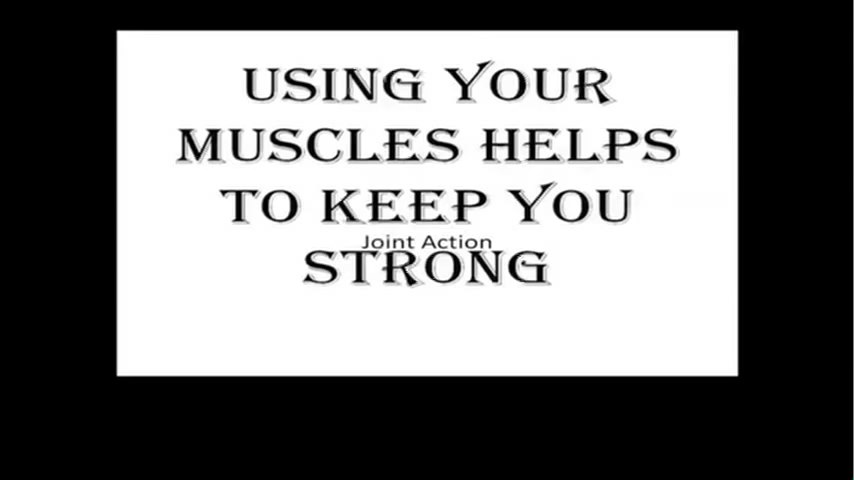 USING YOUR
MUSCLES HELPS
TO KEEP YOU
Joint Action
STRONG